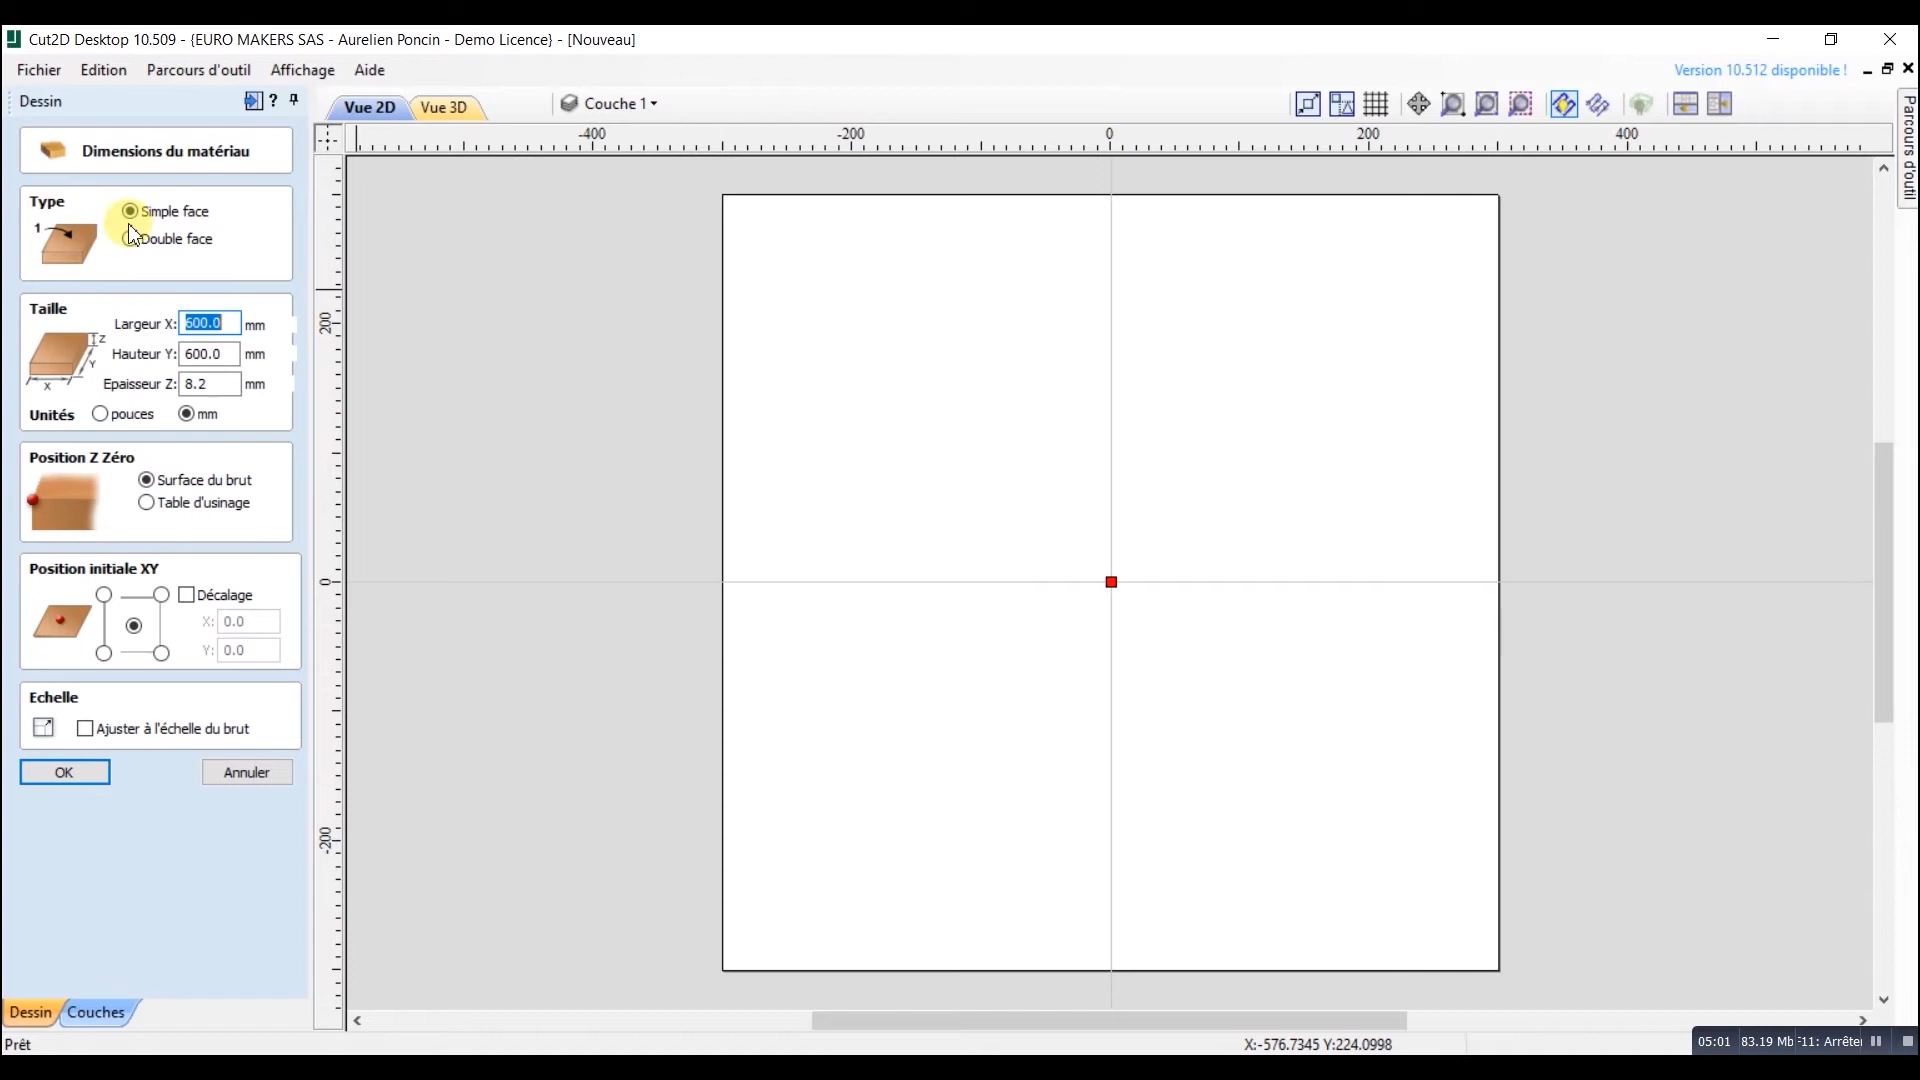 Cut2D Desktop 10.509 - {EURO MAKERS SAS - Aurelien Poncin - Demo Licence} - [Nouveau]
Fichier Edition Parcours d'outil Affichage Aide
Version 10.512 disponible !
Dessin ?
Vue 2D Vue 3D Couche 1
Parcours d'outil
-400 -200 0 200 400
200
0
-200
Dimensions du matériau
Type
1
Simple face
Double face
Taille
Largeur X: 600.0 mm
Hauteur Y: 600.0 mm
Epaisseur Z: 8.2 mm
Z
Y
X
Unités pouces mm
Position Z Zéro
Surface du brut
Table d'usinage
Position initiale XY
Décalage
X: 0.0
Y: 0.0
Echelle
Ajuster à l'échelle du brut
OK Annuler
Dessin Couches
Prêt
X:-576.7345 Y:224.0998
05:01 83.19 Mb F11: Arrêter